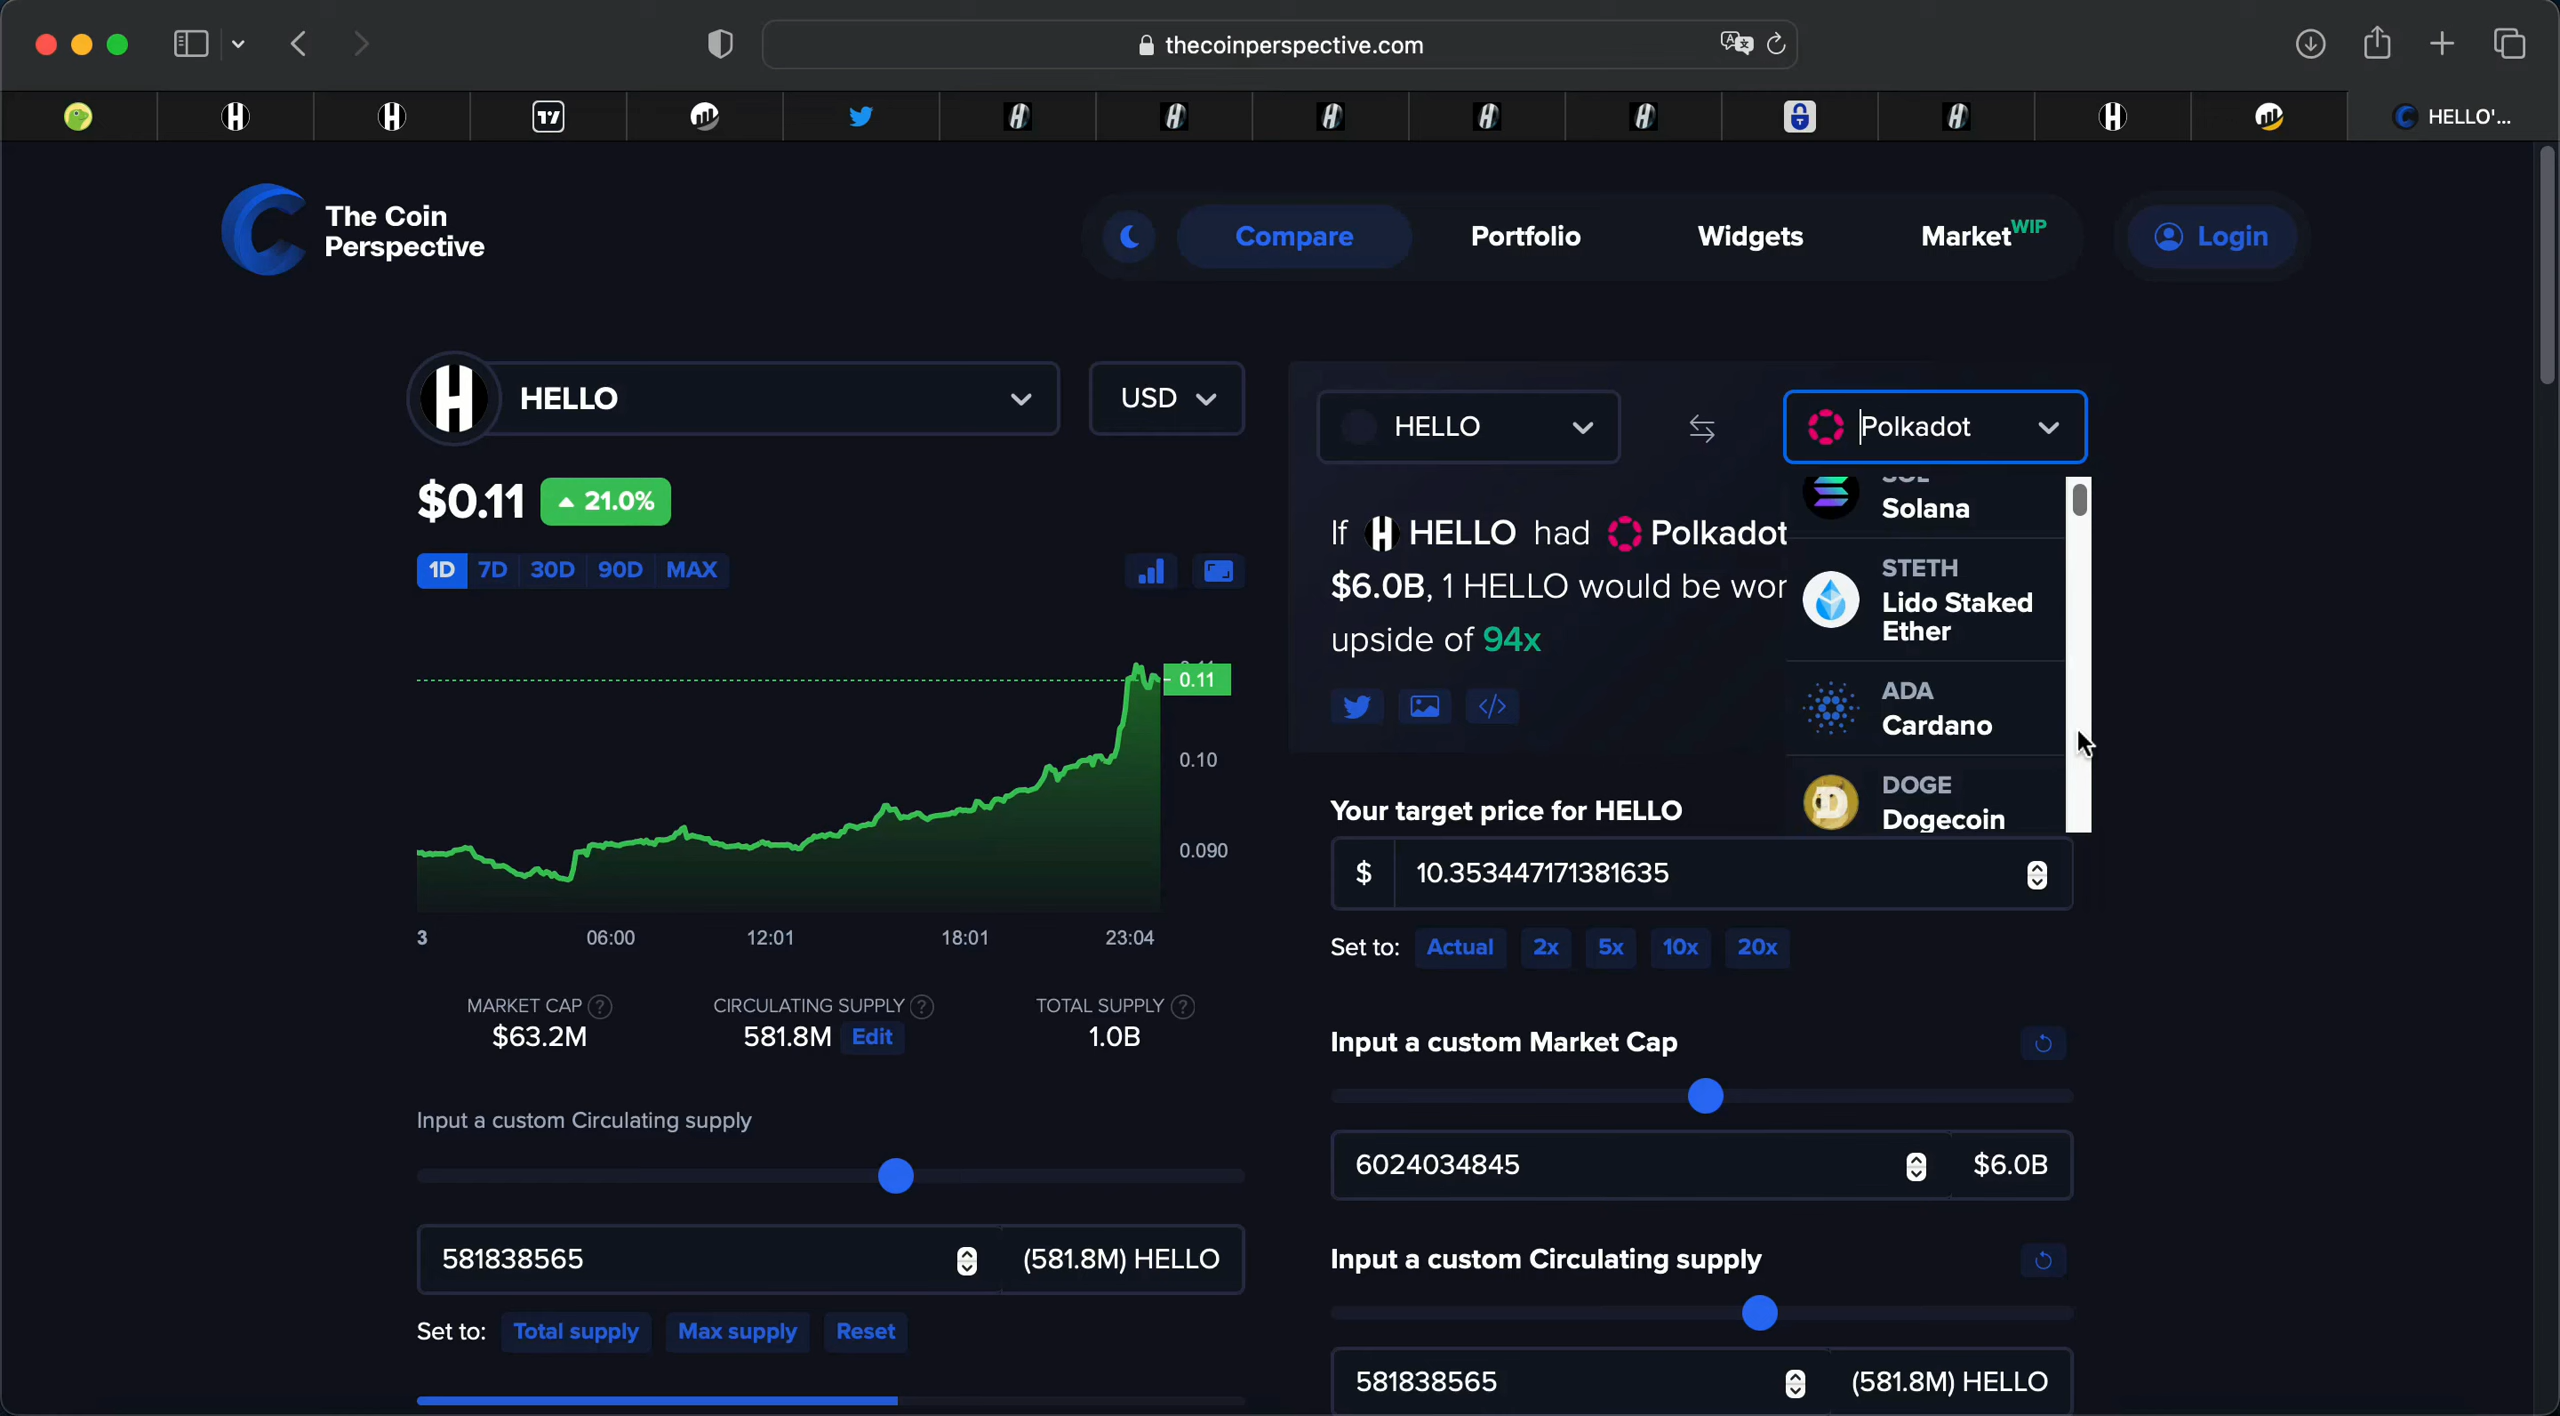 thecoinperspective.com
HELLO'...
The Coin
Perspective
Compare
Portfolio
Widgets
Market WIP
Login
HELLO
USD
$0.11
21.0%
1D 7D 30D 90D MAX
0.11
0.10
0.090
3 06:00 12:01 18:01 23:04
MARKET CAP ?
$63.2M
CIRCULATING SUPPLY ?
581.8M Edit
TOTAL SUPPLY ?
1.0B
Input a custom Circulating supply
581838565 (581.8M) HELLO
Set to: Total supply Max supply Reset
HELLO
Polkadot
If HELLO had Polkadot
$6.0B, 1 HELLO would be wor
upside of 94x
Solana
STETH
Lido Staked
Ether
ADA
Cardano
DOGE
Dogecoin
Your target price for HELLO
$ 10.353447171381635
Set to: Actual 2x 5x 10x 20x
Input a custom Market Cap
6024034845 $6.0B
Input a custom Circulating supply
581838565 (581.8M) HELLO